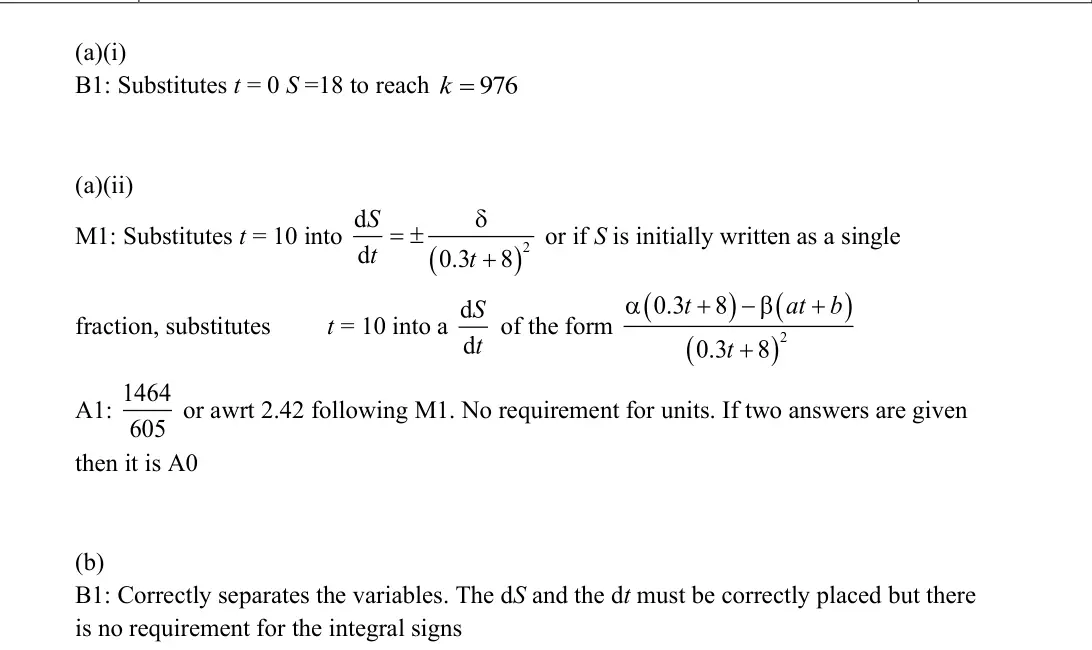 (a)(i)
B1: Substitutes t = 0 S =18 to reach k = 976
(a)(ii)
M1: Substitutes t = 10 into dS/dt = ± δ/(0.3t + 8)² or if S is initially written as a single
fraction, substitutes t = 10 into a dS/dt of the form (α(0.3t + 8) − β(at + b))/(0.3t + 8)²
A1: 1464/605 or awrt 2.42 following M1. No requirement for units. If two answers are given
then it is A0
(b)
B1: Correctly separates the variables. The dS and the dt must be correctly placed but there
is no requirement for the integral signs